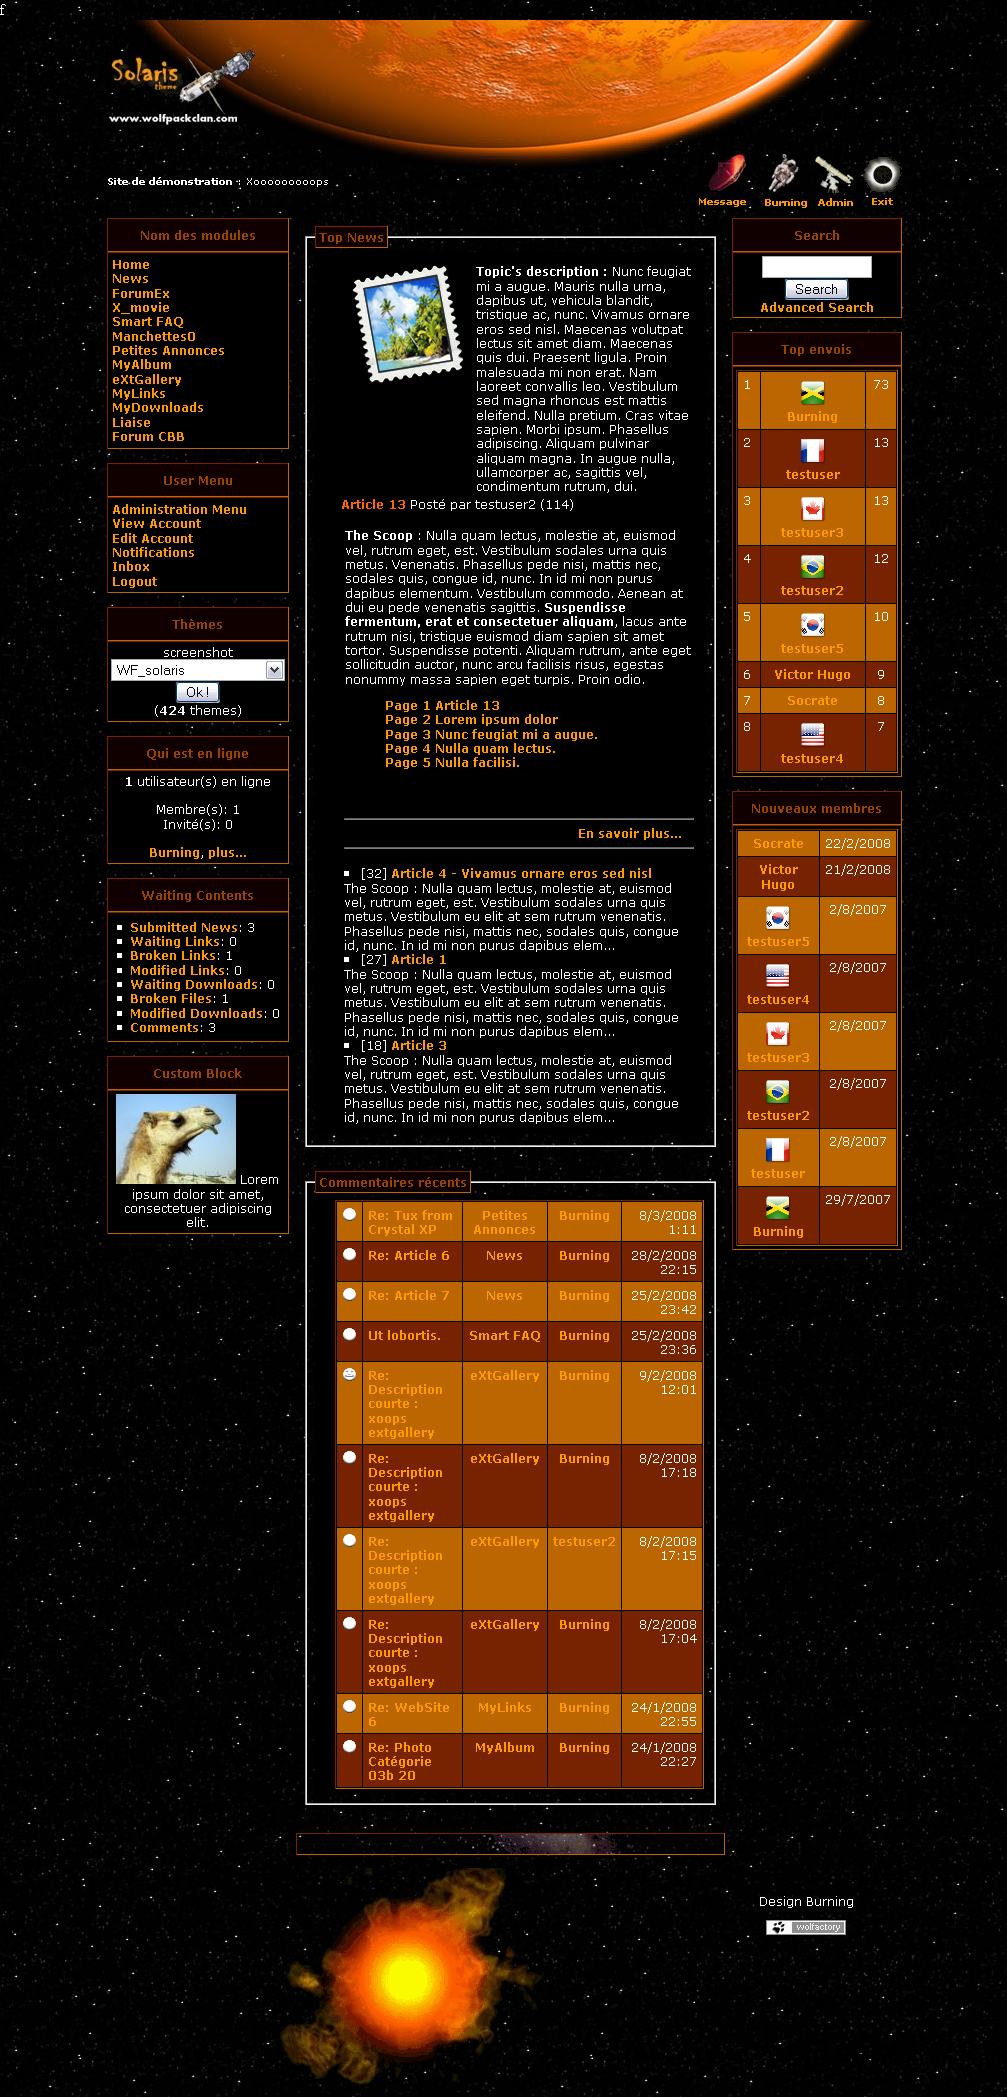 f
Solaris
theme
www.wolfpackclan.com
Site de démonstration : Xooooooooops
Message
Burning
Admin
Exit
Nom des modules
Home
News
ForumEx
X_movie
Smart FAQ
Manchettes0
Petites Annonces
MyAlbum
eXtGallery
MyLinks
MyDownloads
Liaise
Forum CBB
User Menu
Administration Menu
View Account
Edit Account
Notifications
Inbox
Logout
Thèmes
screenshot
WF_solaris
Ok !
(424 themes)
Qui est en ligne
1 utilisateur(s) en ligne
Membre(s): 1
Invité(s): 0
Burning, plus...
Waiting Contents
Submitted News: 3
Waiting Links: 0
Broken Links: 1
Modified Links: 0
Waiting Downloads: 0
Broken Files: 1
Modified Downloads: 0
Comments: 3
Custom Block
Lorem
ipsum dolor sit amet,
consectetuer adipiscing
elit.
Top News
Topic's description : Nunc feugiat
mi a augue. Mauris nulla urna,
dapibus ut, vehicula blandit,
tristique ac, nunc. Vivamus ornare
eros sed nisl. Maecenas volutpat
lectus sit amet diam. Maecenas
quis dui. Praesent ligula. Proin
malesuada mi non erat. Nam
laoreet convallis leo. Vestibulum
sed magna rhoncus est mattis
eleifend. Nulla pretium. Cras vitae
sapien. Morbi ipsum. Phasellus
adipiscing. Aliquam pulvinar
aliquam magna. In augue nulla,
ullamcorper ac, sagittis vel,
condimentum rutrum, dui.
Article 13 Posté par testuser2 (114)
The Scoop : Nulla quam lectus, molestie at, euismod
vel, rutrum eget, est. Vestibulum sodales urna quis
metus. Venenatis. Phasellus pede nisi, mattis nec,
sodales quis, congue id, nunc. In id mi non purus
dapibus elementum. Vestibulum commodo. Aenean at
dui eu pede venenatis sagittis. Suspendisse
fermentum, erat et consectetuer aliquam, lacus ante
rutrum nisi, tristique euismod diam sapien sit amet
tortor. Suspendisse potenti. Aliquam rutrum, ante eget
sollicitudin auctor, nunc arcu facilisis risus, egestas
nonummy massa sapien eget turpis. Proin odio.
Page 1 Article 13
Page 2 Lorem ipsum dolor
Page 3 Nunc feugiat mi a augue.
Page 4 Nulla quam lectus.
Page 5 Nulla facilisi.
En savoir plus...
[32] Article 4 - Vivamus ornare eros sed nisl
The Scoop : Nulla quam lectus, molestie at, euismod
vel, rutrum eget, est. Vestibulum sodales urna quis
metus. Vestibulum eu elit at sem rutrum venenatis.
Phasellus pede nisi, mattis nec, sodales quis, congue
id, nunc. In id mi non purus dapibus elem...
[27] Article 1
The Scoop : Nulla quam lectus, molestie at, euismod
vel, rutrum eget, est. Vestibulum sodales urna quis
metus. Vestibulum eu elit at sem rutrum venenatis.
Phasellus pede nisi, mattis nec, sodales quis, congue
id, nunc. In id mi non purus dapibus elem...
[18] Article 3
The Scoop : Nulla quam lectus, molestie at, euismod
vel, rutrum eget, est. Vestibulum sodales urna quis
metus. Vestibulum eu elit at sem rutrum venenatis.
Phasellus pede nisi, mattis nec, sodales quis, congue
id, nunc. In id mi non purus dapibus elem...
Commentaires récents
Re: Tux from Petites Burning 8/3/2008
Crystal XP Annonces 1:11
Re: Article 6 News Burning 28/2/2008
22:15
Re: Article 7 News Burning 25/2/2008
23:42
Ut lobortis. Smart FAQ Burning 25/2/2008
23:36
Re: eXtGallery Burning 9/2/2008
Description 12:01
courte :
xoops
extgallery
Re: eXtGallery Burning 8/2/2008
Description 17:18
courte :
xoops
extgallery
Re: eXtGallery testuser2 8/2/2008
Description 17:15
courte :
xoops
extgallery
Re: eXtGallery Burning 8/2/2008
Description 17:04
courte :
xoops
extgallery
Re: WebSite MyLinks Burning 24/1/2008
6 22:55
Re: Photo MyAlbum Burning 24/1/2008
Catégorie 22:27
03b 20
Search
Search
Advanced Search
Top envois
1 73
Burning
2 13
testuser
3 13
testuser3
4 12
testuser2
5 10
testuser5
6 Victor Hugo 9
7 Socrate 8
8 7
testuser4
Nouveaux membres
Socrate 22/2/2008
Victor 21/2/2008
Hugo
2/8/2007
testuser5
2/8/2007
testuser4
2/8/2007
testuser3
2/8/2007
testuser2
2/8/2007
testuser
29/7/2007
Burning
Design Burning
wolfactory